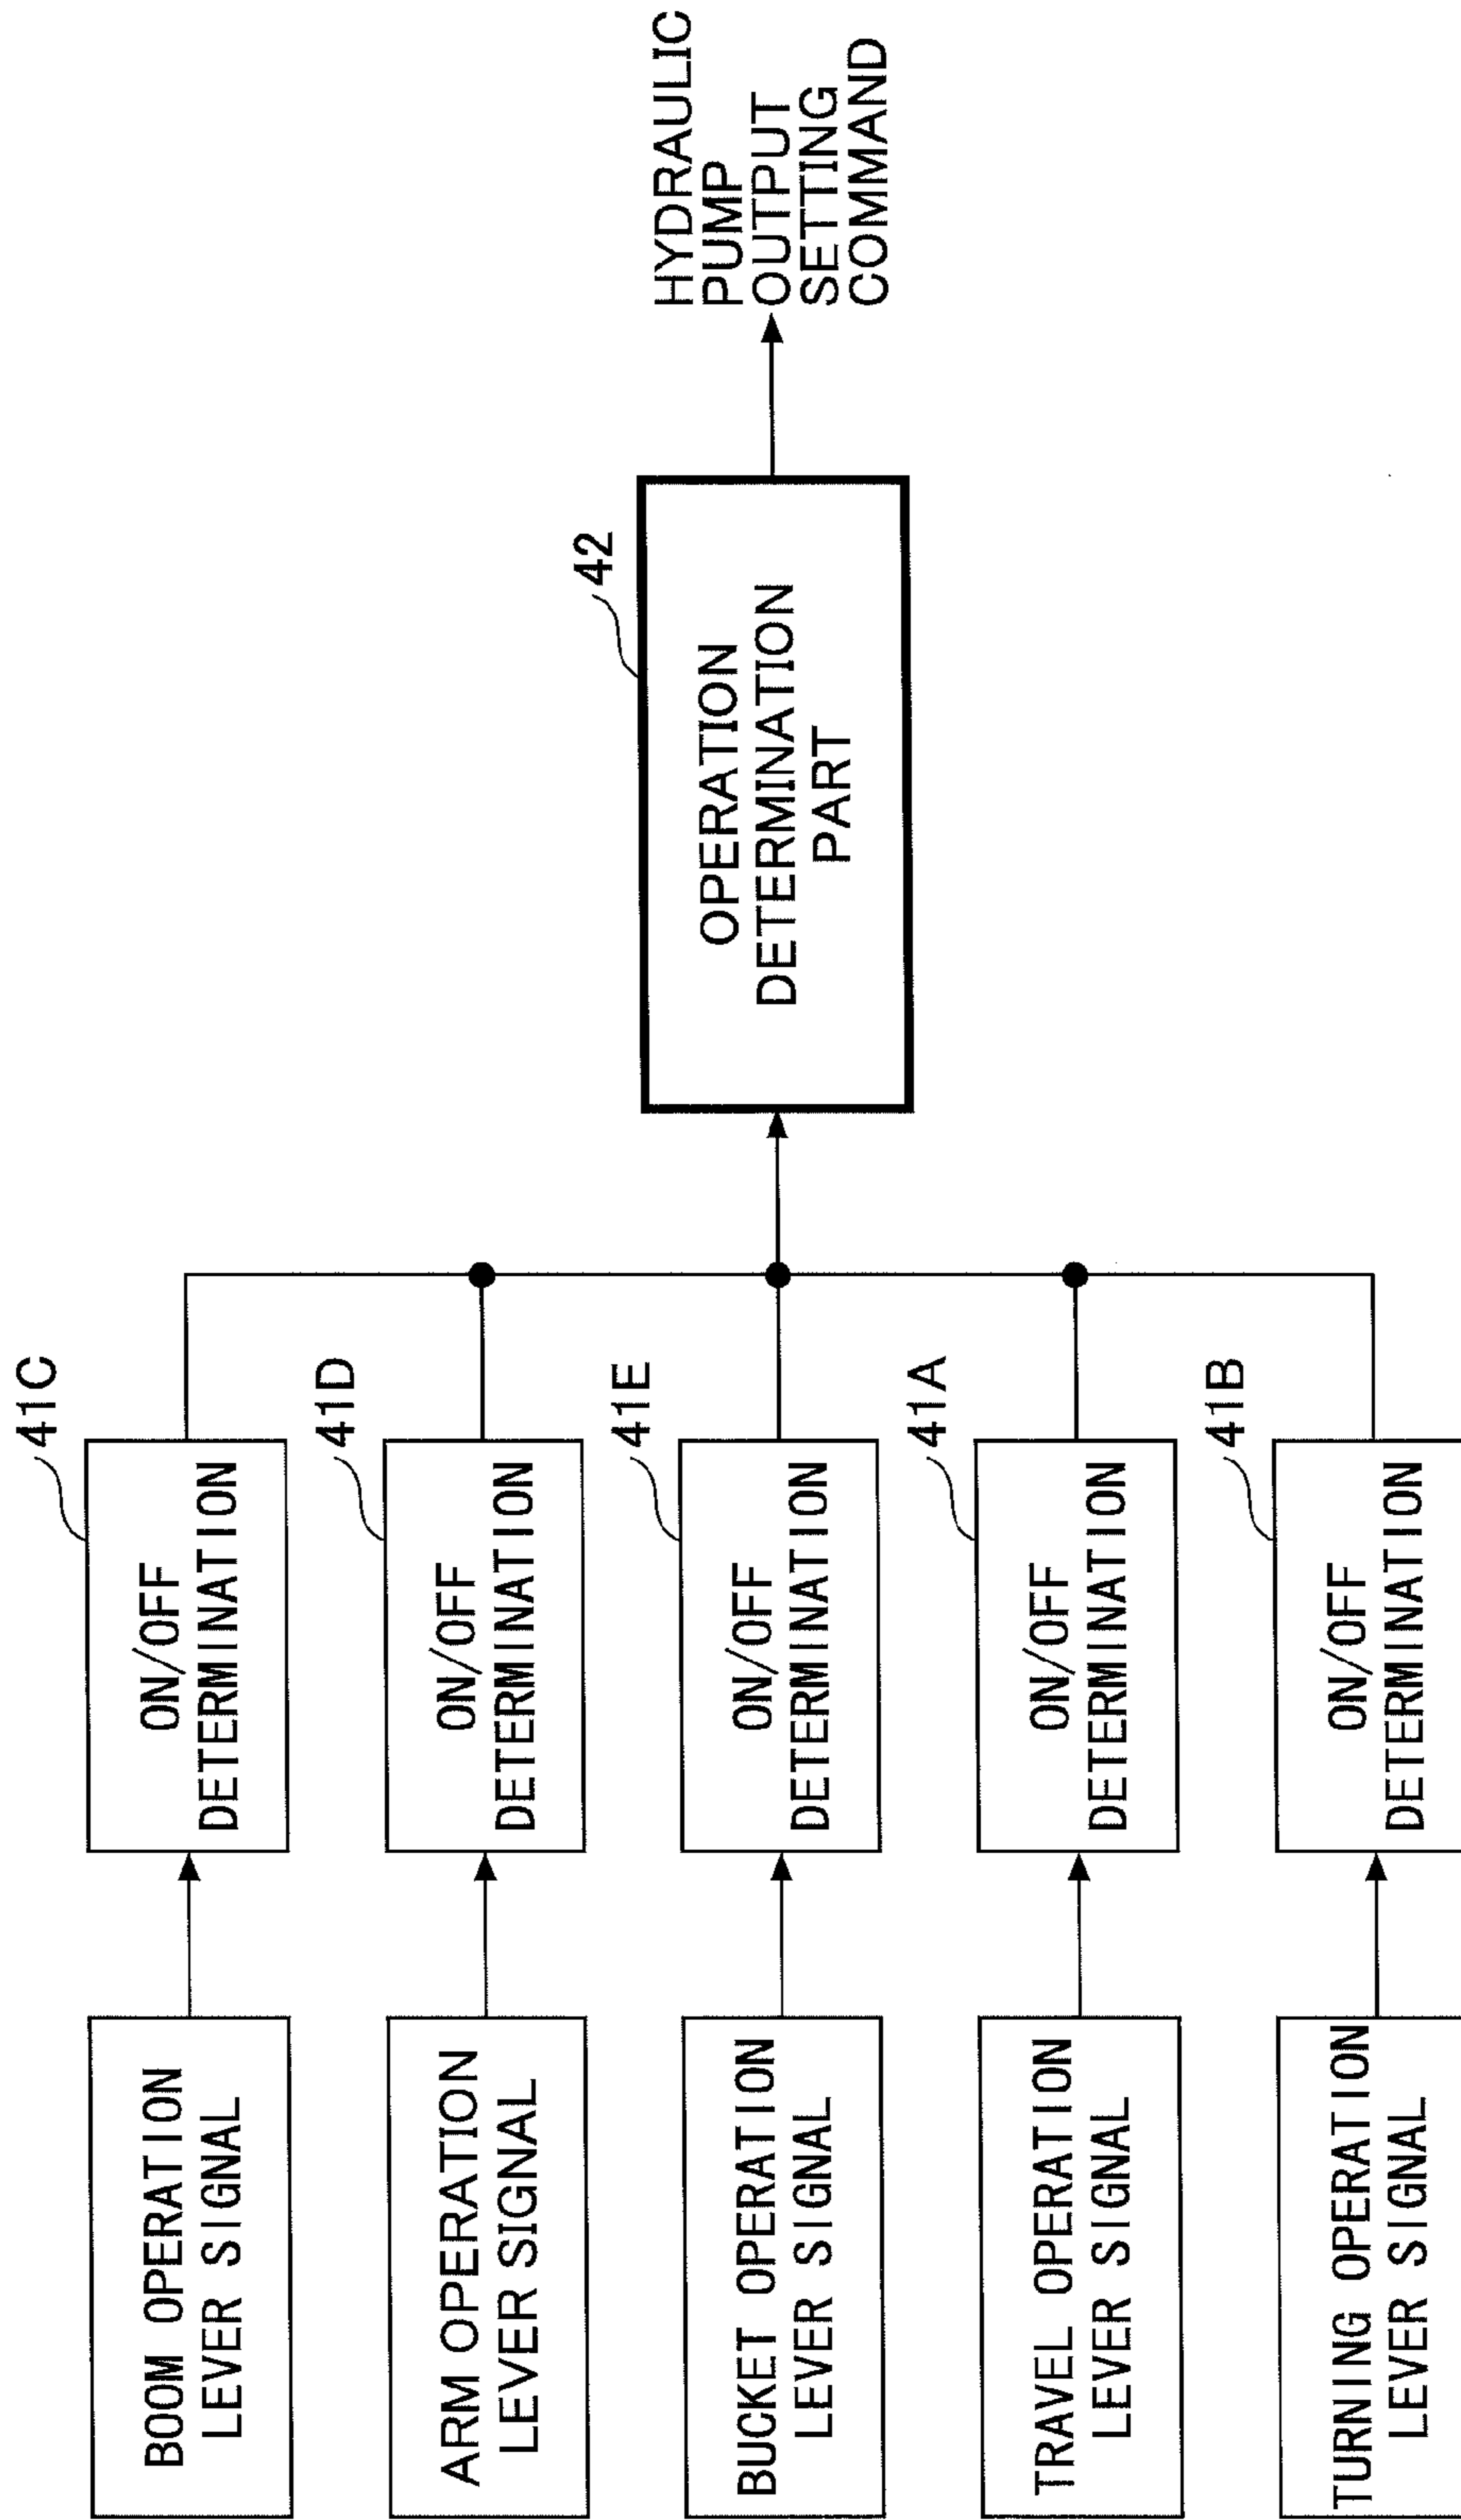 BOOM OPERATION
LEVER SIGNAL
41C
ON/OFF
DETERMINATION
ARM OPERATION
LEVER SIGNAL
41D
ON/OFF
DETERMINATION
BUCKET OPERATION
LEVER SIGNAL
41E
ON/OFF
DETERMINATION
TRAVEL OPERATION
LEVER SIGNAL
41A
ON/OFF
DETERMINATION
TURNING OPERATION
LEVER SIGNAL
41B
ON/OFF
DETERMINATION
42
OPERATION
DETERMINATION
PART
HYDRAULIC
PUMP
OUTPUT
SETTING
COMMAND